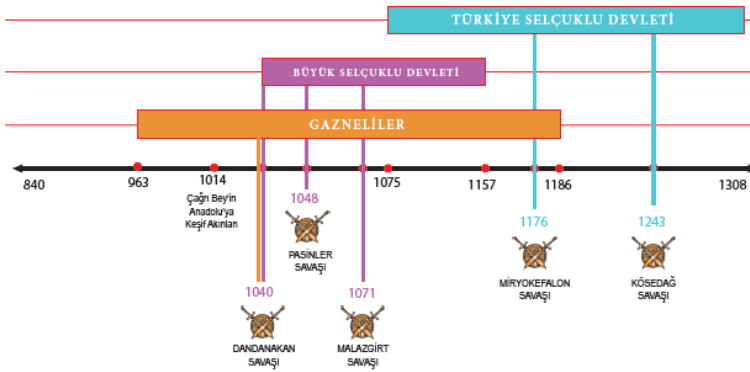 TÜRKİYE SELÇUKLU DEVLETİ
BÜYÜK SELÇUKLU DEVLETİ
GAZNELİLER
840
963
1014
1075
1157
1186
1308
Çağrı Bey'in
Anadolu'ya
Keşif Akınları
1048
PASİNLER
SAVAŞI
1176
MİRYOKEFALON
SAVAŞI
1243
KÖSEDAĞ
SAVAŞI
1040
DANDANAKAN
SAVAŞI
1071
MALAZGİRT
SAVAŞI